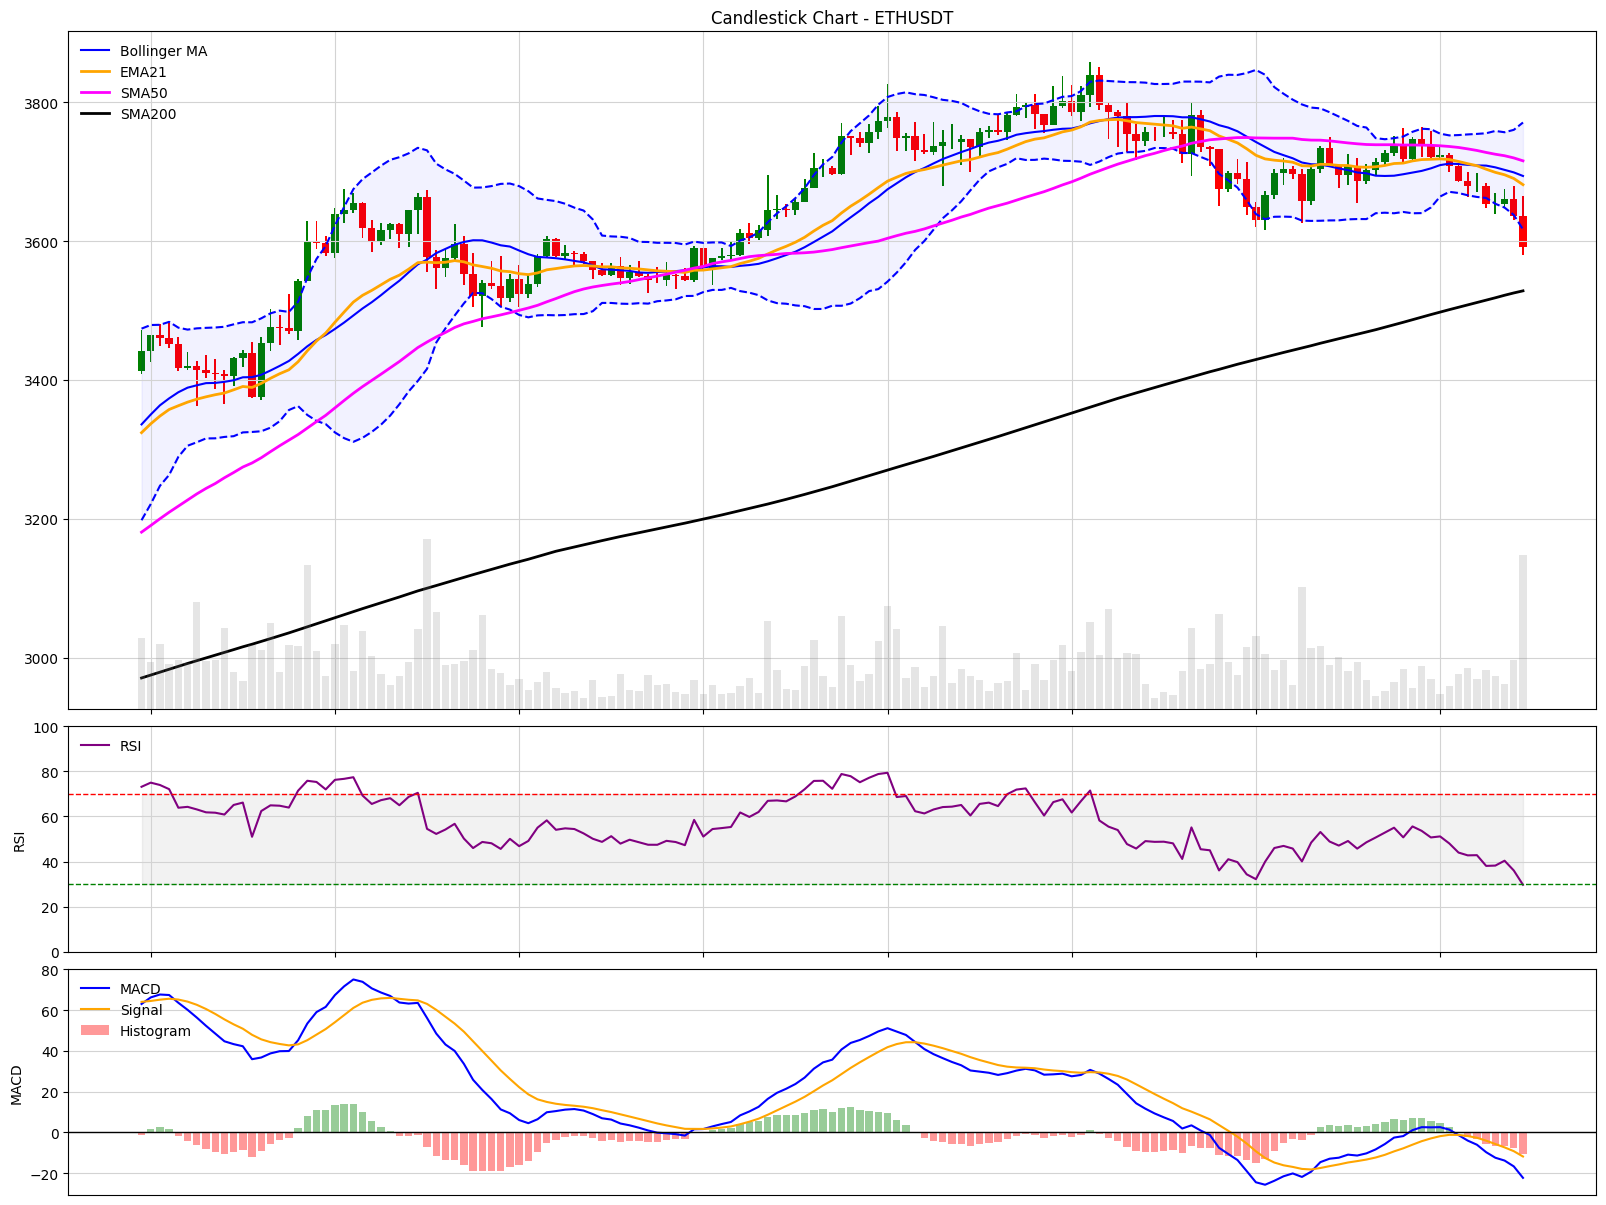 Candlestick Chart - ETHUSDT
Bollinger MA
EMA21
SMA50
SMA200
3800
3600
3400
3200
3000
RSI
100
80
60
40
20
0
RSI
MACD
Signal
Histogram
80
60
40
20
0
−20
MACD